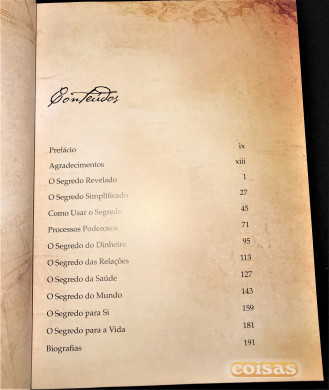 Conteúdos
Prefácio ix
Agradecimentos xiii
O Segredo Revelado 1
O Segredo Simplificado 27
Como Usar o Segredo 45
Processos Poderosos 71
O Segredo do Dinheiro 95
O Segredo das Relações 113
O Segredo da Saúde 127
O Segredo do Mundo 143
O Segredo para Si 159
O Segredo para a Vida 181
Biografias 191
coisas